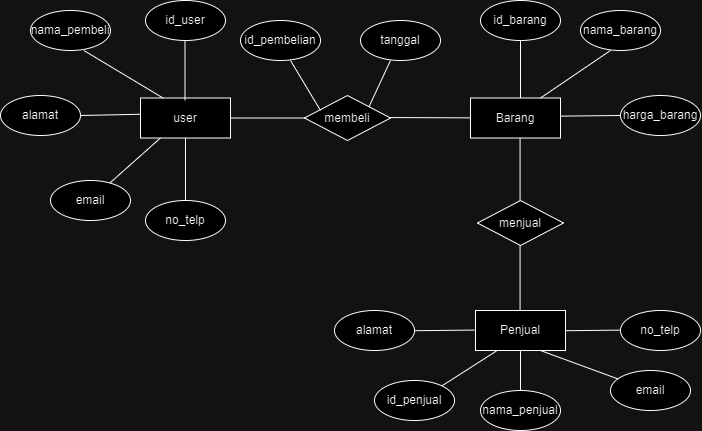 id_user
nama_pembeli
id_pembelian
tanggal
id_barang
nama_barang
alamat
user
membeli
Barang
harga_barang
email
no_telp
menjual
alamat
Penjual
no_telp
id_penjual
nama_penjual
email